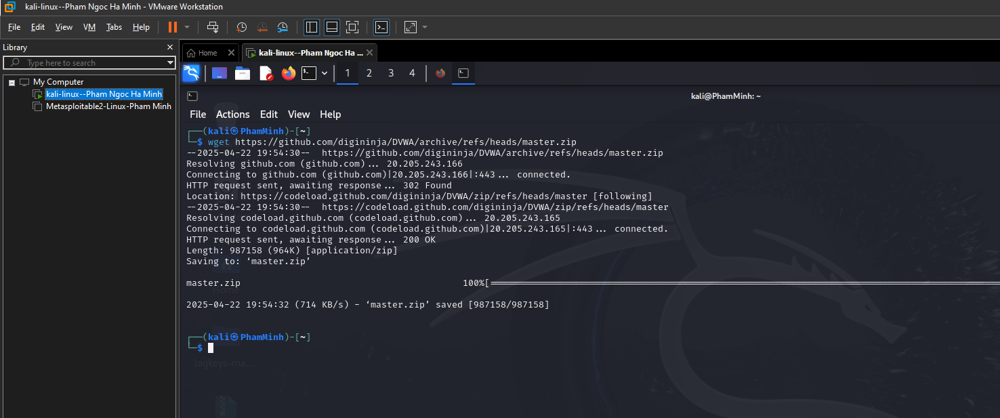 kali-linux--Pham Ngoc Ha Minh - VMware Workstation
File Edit View VM Tabs Help
Library
Type here to search
My Computer
kali-linux--Pham Ngoc Ha Minh
Metasploitable2-Linux-Pham Minh
Home kali-linux--Pham Ngoc Ha ...
1 2 3 4
kali@PhamMinh: ~
File Actions Edit View Help
┌──(kali㉿PhamMinh)-[~]
└─$ wget https://github.com/digininja/DVWA/archive/refs/heads/master.zip
--2025-04-22 19:54:30--  https://github.com/digininja/DVWA/archive/refs/heads/master.zip
Resolving github.com (github.com)... 20.205.243.166
Connecting to github.com (github.com)|20.205.243.166|:443... connected.
HTTP request sent, awaiting response... 302 Found
Location: https://codeload.github.com/digininja/DVWA/zip/refs/heads/master [following]
--2025-04-22 19:54:30--  https://codeload.github.com/digininja/DVWA/zip/refs/heads/master
Resolving codeload.github.com (codeload.github.com)... 20.205.243.165
Connecting to codeload.github.com (codeload.github.com)|20.205.243.165|:443... connected.
HTTP request sent, awaiting response... 200 OK
Length: 987158 (964K) [application/zip]
Saving to: ‘master.zip’
master.zip 100%[==================
2025-04-22 19:54:32 (714 KB/s) - ‘master.zip’ saved [987158/987158]
┌──(kali㉿PhamMinh)-[~]
└─$
logkeys-ma...